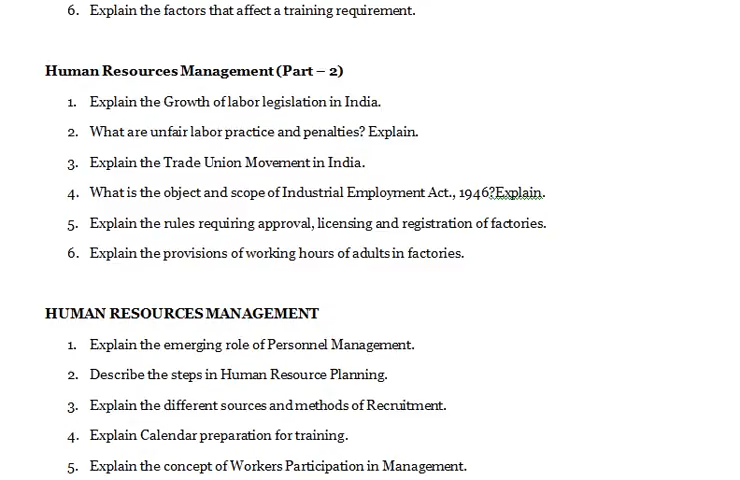 6. Explain the factors that affect a training requirement.
Human Resources Management (Part – 2)
1. Explain the Growth of labor legislation in India.
2. What are unfair labor practice and penalties? Explain.
3. Explain the Trade Union Movement in India.
4. What is the object and scope of Industrial Employment Act., 1946?Explain.
5. Explain the rules requiring approval, licensing and registration of factories.
6. Explain the provisions of working hours of adults in factories.
HUMAN RESOURCES MANAGEMENT
1. Explain the emerging role of Personnel Management.
2. Describe the steps in Human Resource Planning.
3. Explain the different sources and methods of Recruitment.
4. Explain Calendar preparation for training.
5. Explain the concept of Workers Participation in Management.